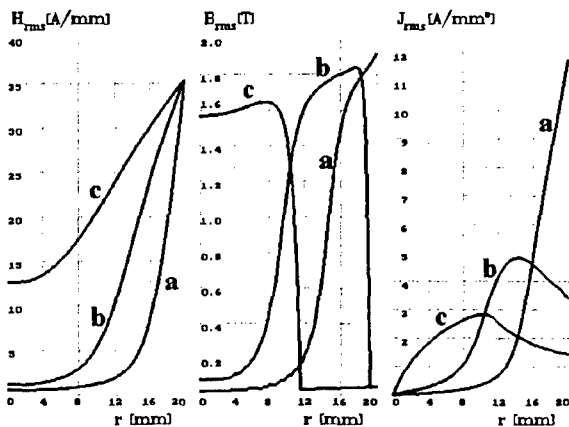 H_rms [A/mm]
40
35
30
25
20
15
10
5
0 4 8 12 16 20
r [mm]
a
b
c
B_rms [T]
2.0
1.8
1.6
1.4
1.2
1.0
0.8
0.6
0.4
0.2
0 4 8 12 16 20
r [mm]
a
b
c
J_rms [A/mm²]
12
11
10
9
8
7
6
5
4
3
2
0 4 8 12 16 20
r [mm]
a
b
c